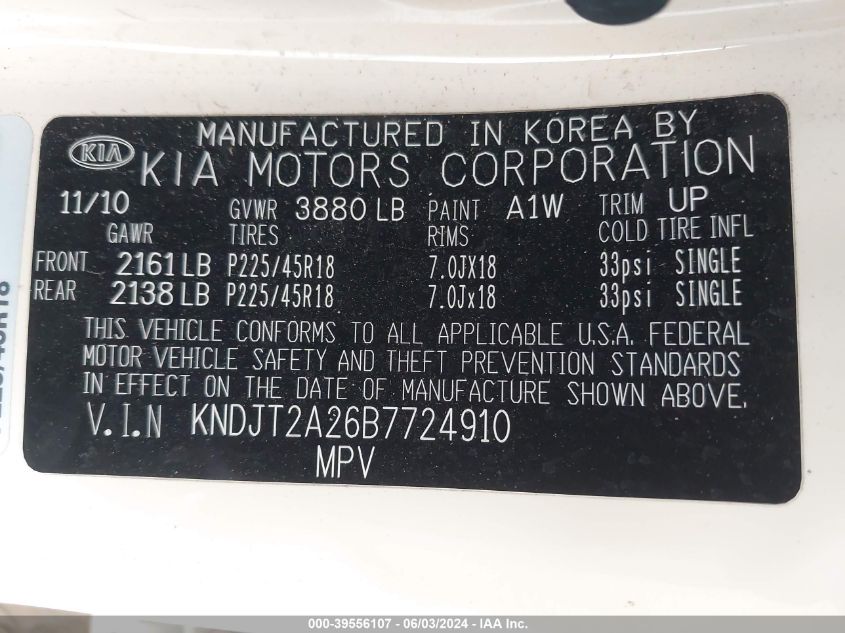 MANUFACTURED IN KOREA BY
KIA KIA MOTORS CORPORATION
11/10 GVWR 3880 LB PAINT A1W TRIM UP
GAWR TIRES RIMS COLD TIRE INFL
FRONT 2161 LB P225/45R18 7.0JX18 33psi SINGLE
REAR 2138 LB P225/45R18 7.0Jx18 33psi SINGLE
THIS VEHICLE CONFORMS TO ALL APPLICABLE U.S.A. FEDERAL
MOTOR VEHICLE SAFETY AND THEFT PREVENTION STANDARDS
IN EFFECT ON THE DATE OF MANUFACTURE SHOWN ABOVE.
V.I.N KNDJT2A26B7724910
MPV
000-39556107 - 06/03/2024 - IAA Inc.